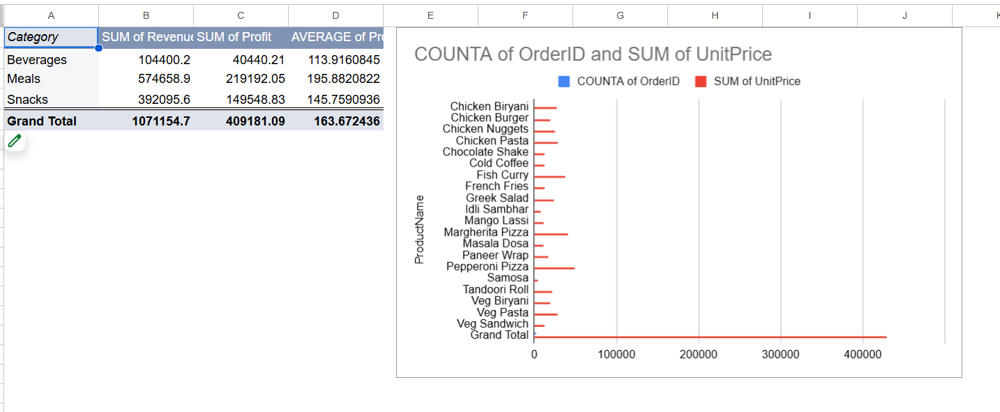 A B C D E F G H I J
Category SUM of Revenue SUM of Profit AVERAGE of
Beverages 104400.2 40440.21 113.9160845
Meals 574658.9 219192.05 195.8820822
Snacks 392095.6 149548.83 145.7590936
Grand Total 1071154.7 409181.09 163.672436
COUNTA of OrderID and SUM of UnitPrice
COUNTA of OrderID SUM of UnitPrice
ProductName
Chicken Biryani
Chicken Burger
Chicken Nuggets
Chicken Pasta
Chocolate Shake
Cold Coffee
Fish Curry
French Fries
Greek Salad
Idli Sambhar
Mango Lassi
Margherita Pizza
Masala Dosa
Paneer Wrap
Pepperoni Pizza
Samosa
Tandoori Roll
Veg Biryani
Veg Pasta
Veg Sandwich
Grand Total
0 100000 200000 300000 400000